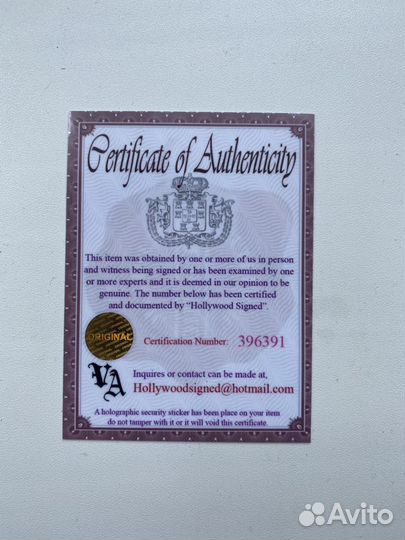 Certificate of Authenticity
This item was obtained by one or more of us in person
and witness being signed or has been examined by one
or more experts and it is deemed in our opinion to be
genuine. The number below has been certified
and documented by "Hollywood Signed".
ORIGINAL
Certification Number: 396391
VA
Inquires or contact can be made at,
Hollywoodsigned@hotmail.com
A holographic security sticker has been place on your item
do not tamper with it or it will void this certificate.
Avito